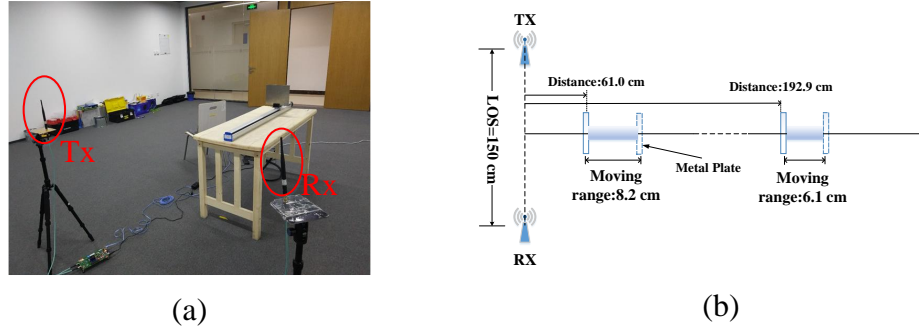 Tx
Rx
(a)
TX
Distance:61.0 cm
Distance:192.9 cm
LOS=150 cm
Metal Plate
Moving
range:8.2 cm
Moving
range:6.1 cm
RX
(b)